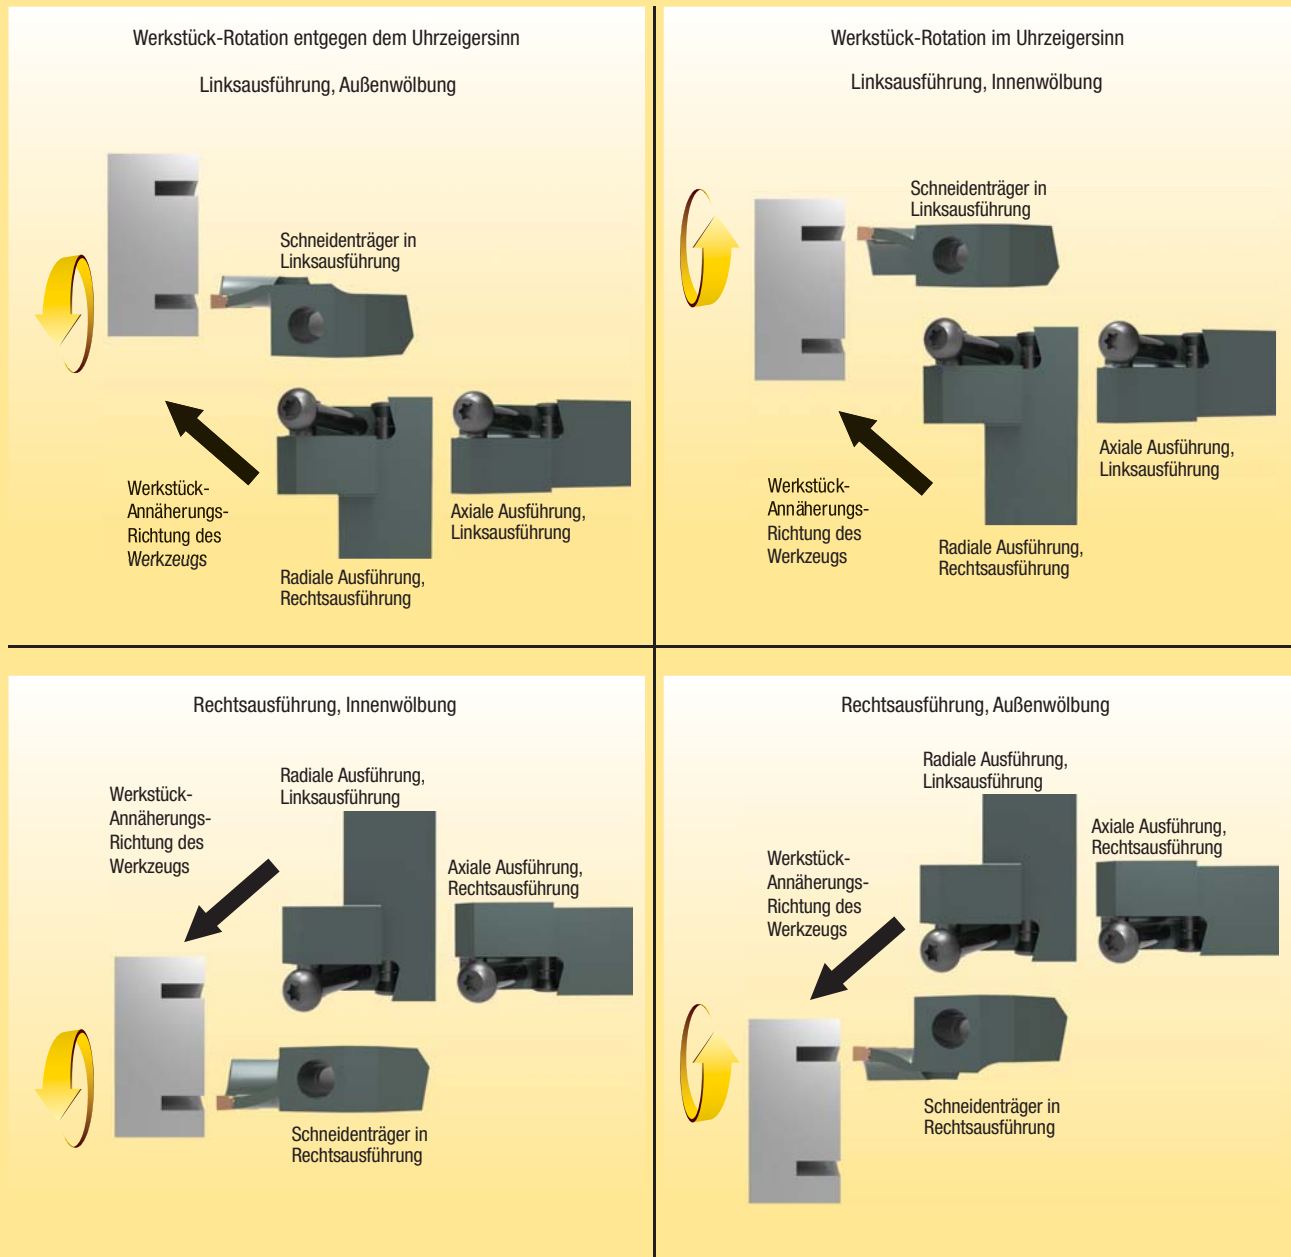 Werkstück-Rotation entgegen dem Uhrzeigersinn
Linksausführung, Außenwölbung
Schneidenträger in
Linksausführung
Werkstück-
Annäherungs-
Richtung des
Werkzeugs
Axiale Ausführung,
Linksausführung
Radiale Ausführung,
Rechtsausführung
Werkstück-Rotation im Uhrzeigersinn
Linksausführung, Innenwölbung
Schneidenträger in
Linksausführung
Axiale Ausführung,
Linksausführung
Werkstück-
Annäherungs-
Richtung des
Werkzeugs
Radiale Ausführung,
Rechtsausführung
Rechtsausführung, Innenwölbung
Radiale Ausführung,
Linksausführung
Werkstück-
Annäherungs-
Richtung des
Werkzeugs
Axiale Ausführung,
Rechtsausführung
Schneidenträger in
Rechtsausführung
Rechtsausführung, Außenwölbung
Radiale Ausführung,
Linksausführung
Axiale Ausführung,
Rechtsausführung
Werkstück-
Annäherungs-
Richtung des
Werkzeugs
Schneidenträger in
Rechtsausführung